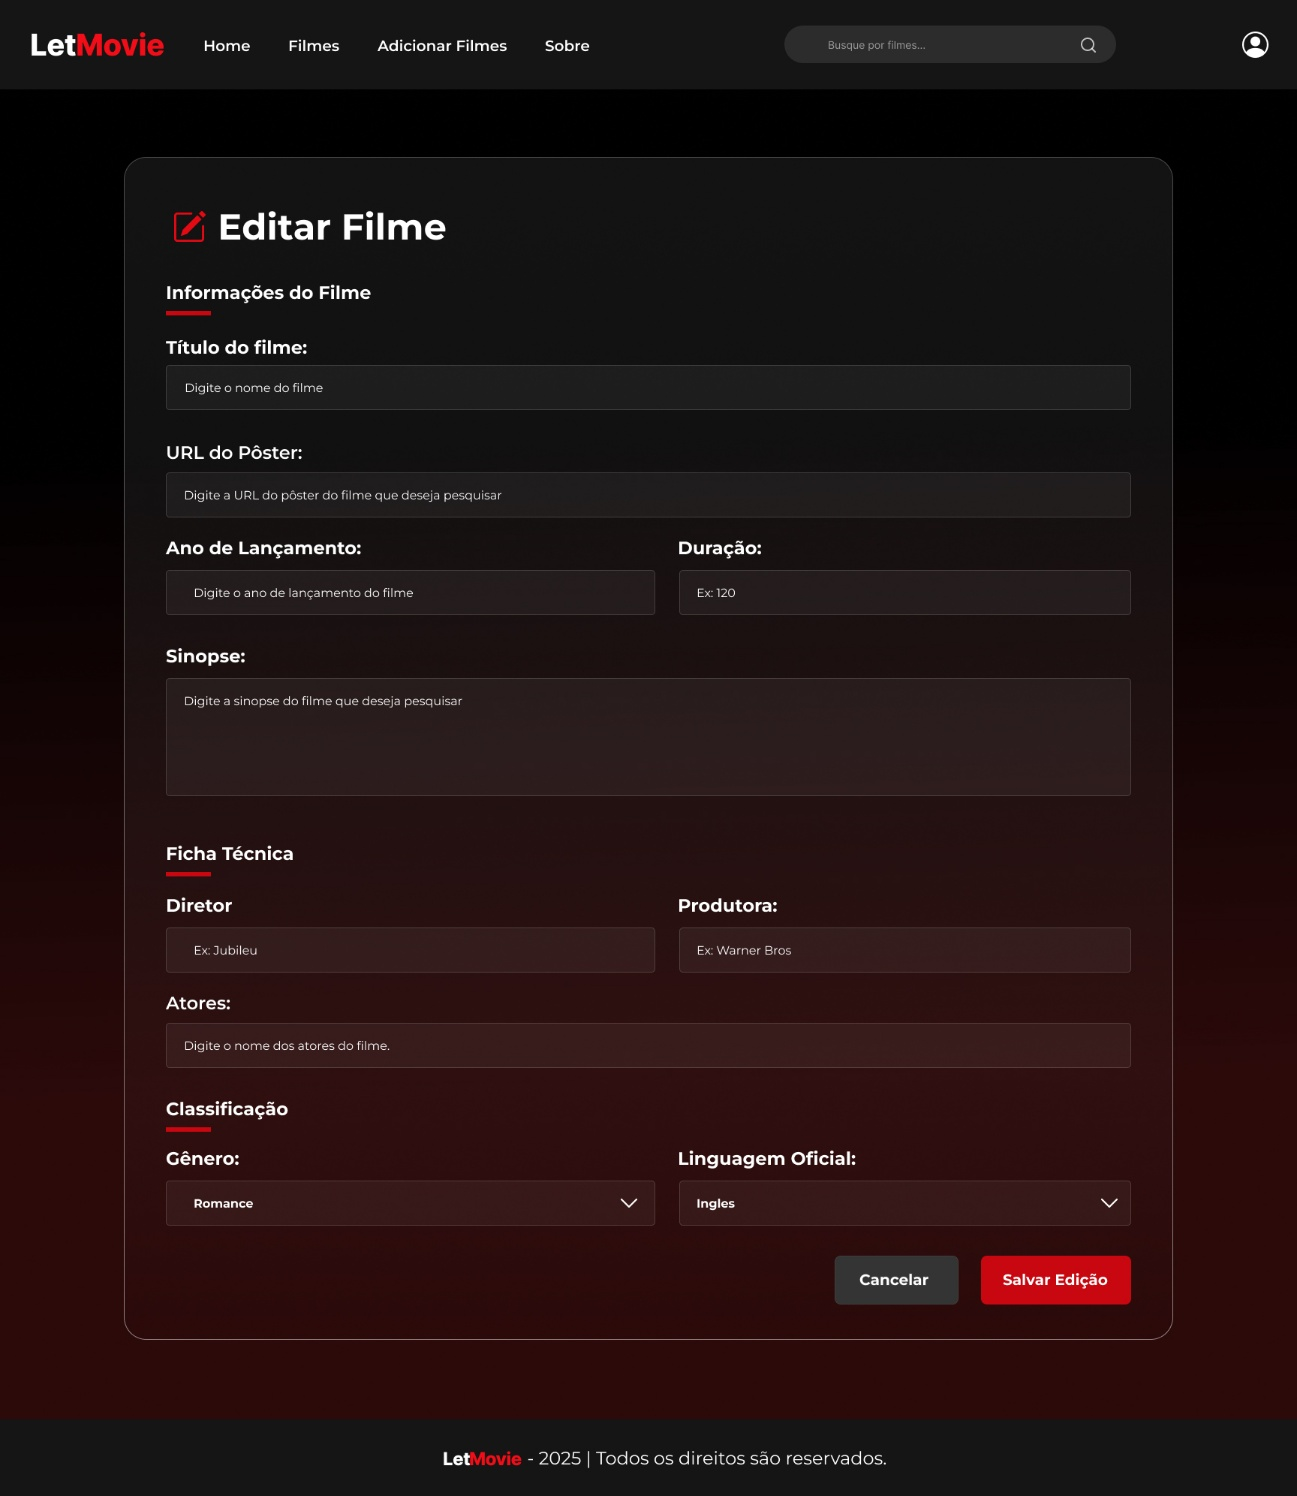 LetMovie Home Filmes Adicionar Filmes Sobre Busque por filmes...
Editar Filme
Informações do Filme
Título do filme:
Digite o nome do filme
URL do Pôster:
Digite a URL do pôster do filme que deseja pesquisar
Ano de Lançamento: Duração:
Digite o ano de lançamento do filme Ex: 120
Sinopse:
Digite a sinopse do filme que deseja pesquisar
Ficha Técnica
Diretor Produtora:
Ex: Jubileu Ex: Warner Bros
Atores:
Digite o nome dos atores do filme.
Classificação
Gênero: Linguagem Oficial:
Romance Ingles
Cancelar Salvar Edição
LetMovie - 2025 | Todos os direitos são reservados.